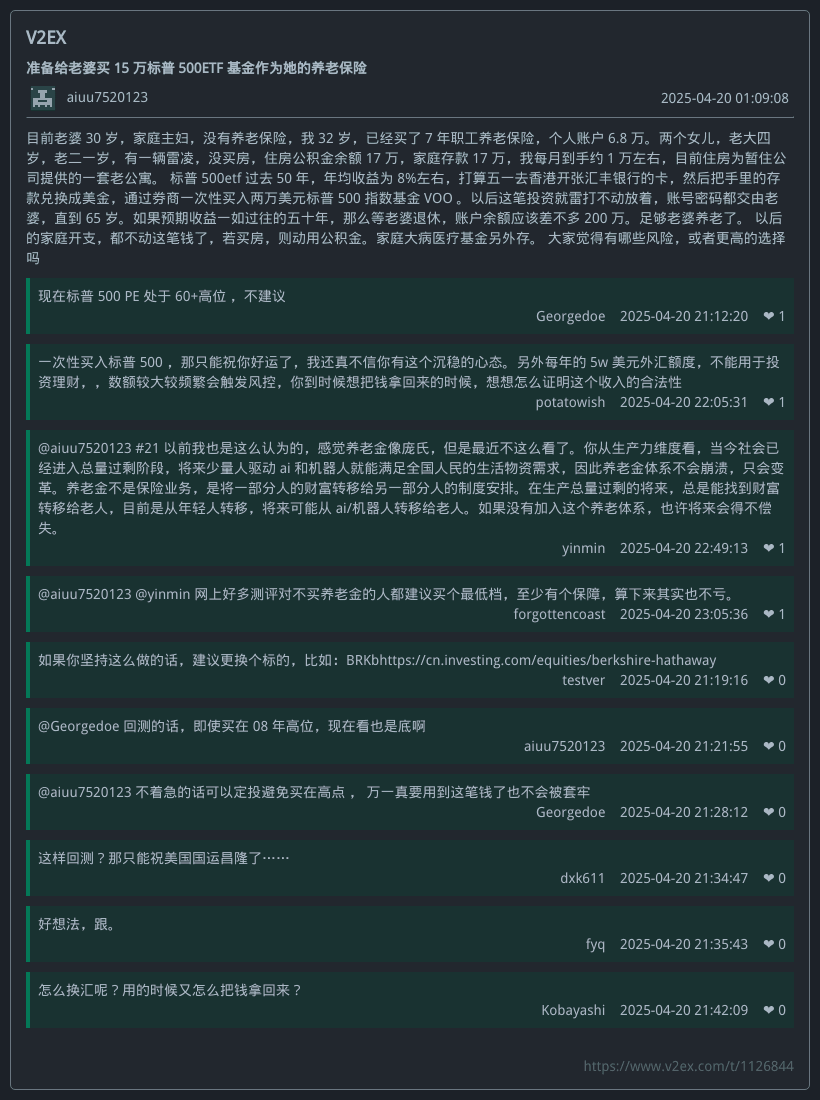 V2EX
准备给老婆买 15 万标普 500ETF 基金作为她的养老保险
aiuu7520123 2025-04-20 01:09:08
目前老婆 30 岁，家庭主妇，没有养老保险，我 32 岁，已经买了 7 年职工养老保险，个人账户 6.8 万。两个女儿，老大四
岁，老二一岁，有一辆雷凌，没买房，住房公积金余额 17 万，家庭存款 17 万，我每月到手约 1 万左右，目前住房为暂住公
司提供的一套老公寓。 标普 500etf 过去 50 年，年均收益为 8%左右，打算五一去香港开张汇丰银行的卡，然后把手里的存
款兑换成美金，通过券商一次性买入两万美元标普 500 指数基金 VOO 。以后这笔投资就雷打不动放着，账号密码都交由老
婆，直到 65 岁。如果预期收益一如过往的五十年，那么等老婆退休，账户余额应该差不多 200 万。足够老婆养老了。 以后
的家庭开支，都不动这笔钱了，若买房，则动用公积金。家庭大病医疗基金另外存。 大家觉得有哪些风险，或者更高的选择
吗
现在标普 500 PE 处于 60+高位 ，不建议
Georgedoe 2025-04-20 21:12:20 ❤ 1
一次性买入标普 500 ，那只能祝你好运了，我还真不信你有这个沉稳的心态。另外每年的 5w 美元外汇额度，不能用于投
资理财，，数额较大较频繁会触发风控，你到时候想把钱拿回来的时候，想想怎么证明这个收入的合法性
potatowish 2025-04-20 22:05:31 ❤ 1
@aiuu7520123 #21 以前我也是这么认为的，感觉养老金像庞氏，但是最近不这么看了。你从生产力维度看，当今社会已
经进入总量过剩阶段，将来少量人驱动 ai 和机器人就能满足全国人民的生活物资需求，因此养老金体系不会崩溃，只会变
革。养老金不是保险业务，是将一部分人的财富转移给另一部分人的制度安排。在生产总量过剩的将来，总是能找到财富
转移给老人，目前是从年轻人转移，将来可能从 ai/机器人转移给老人。如果没有加入这个养老体系，也许将来会得不偿
失。
yinmin 2025-04-20 22:49:13 ❤ 1
@aiuu7520123 @yinmin 网上好多测评对不买养老金的人都建议买个最低档，至少有个保障，算下来其实也不亏。
forgottencoast 2025-04-20 23:05:36 ❤ 1
如果你坚持这么做的话，建议更换个标的，比如：BRKbhttps://cn.investing.com/equities/berkshire-hathaway
testver 2025-04-20 21:19:16 ❤ 0
@Georgedoe 回测的话，即使买在 08 年高位，现在看也是底啊
aiuu7520123 2025-04-20 21:21:55 ❤ 0
@aiuu7520123 不着急的话可以定投避免买在高点 ， 万一真要用到这笔钱了也不会被套牢
Georgedoe 2025-04-20 21:28:12 ❤ 0
这样回测？那只能祝美国国运昌隆了……
dxk611 2025-04-20 21:34:47 ❤ 0
好想法，跟。
fyq 2025-04-20 21:35:43 ❤ 0
怎么换汇呢？用的时候又怎么把钱拿回来？
Kobayashi 2025-04-20 21:42:09 ❤ 0
https://www.v2ex.com/t/1126844